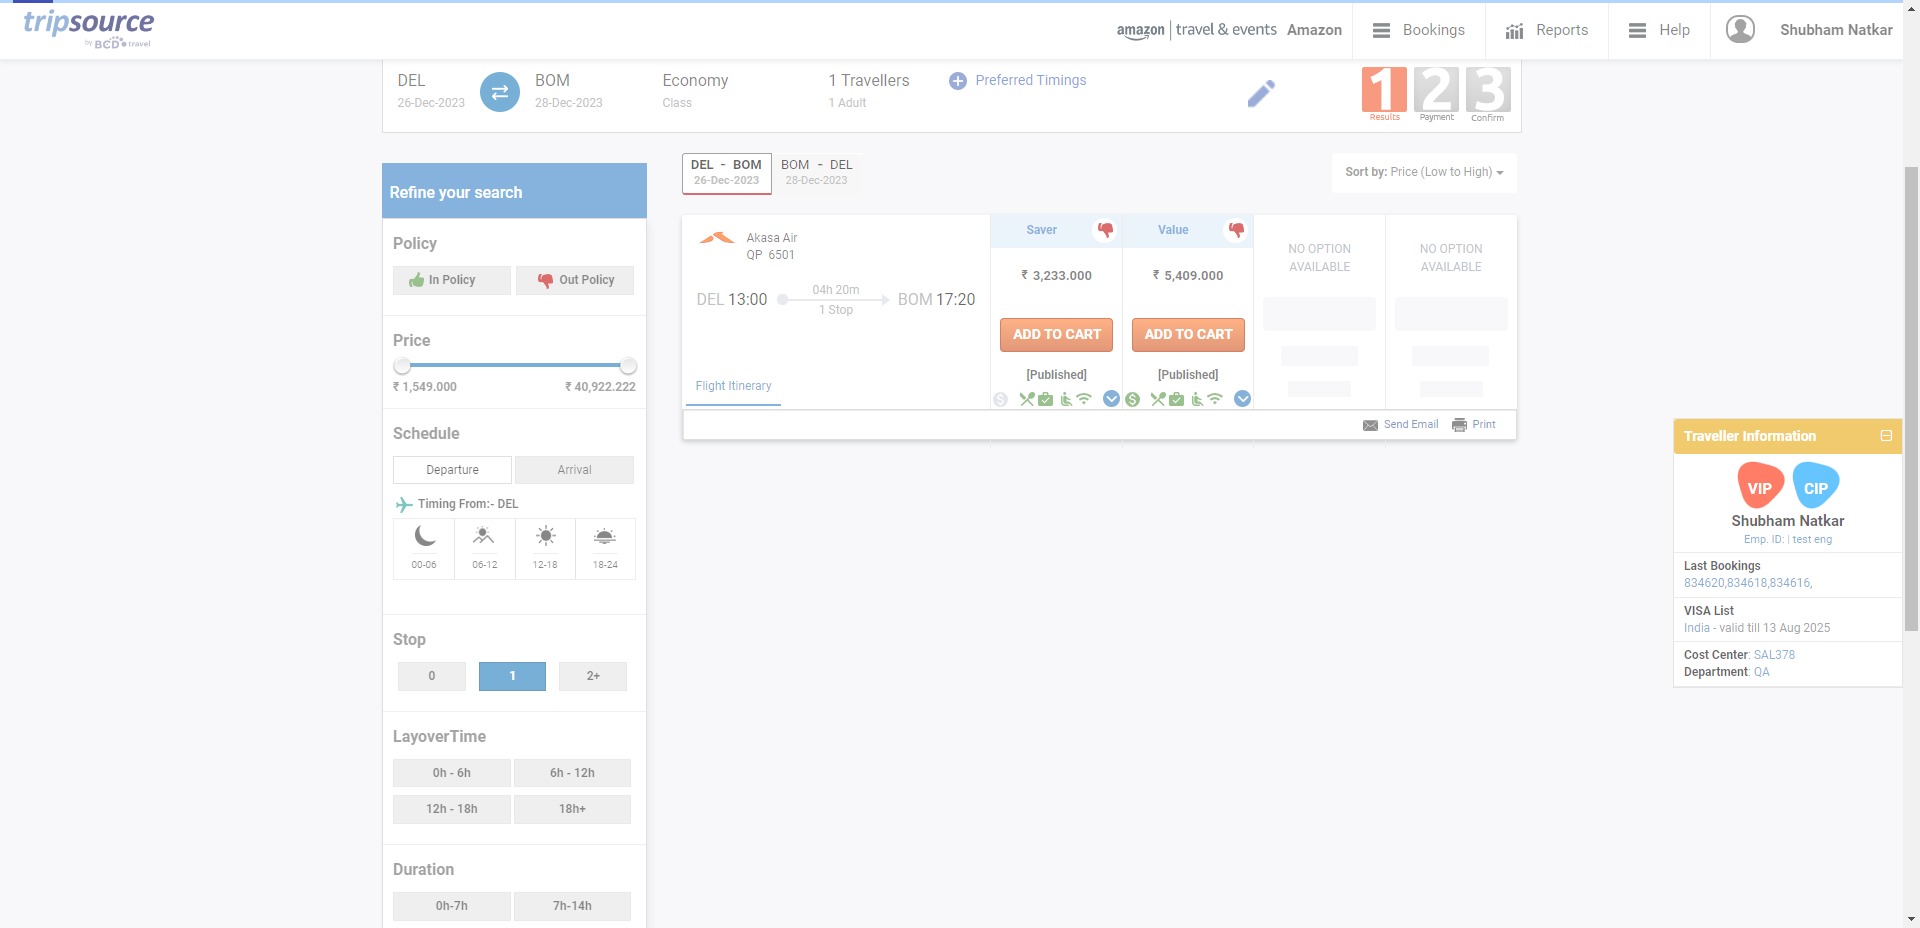 tripsource
by BCD travel
amazon travel & events Amazon
Bookings
Reports
Help
Shubham Natkar
DEL
26-Dec-2023
BOM
28-Dec-2023
Economy
Class
1 Travellers
1 Adult
Preferred Timings
1 2 3
Results Payment Confirm
DEL - BOM
26-Dec-2023
BOM - DEL
28-Dec-2023
Sort by: Price (Low to High)
Refine your search
Policy
In Policy
Out Policy
Price
₹ 1,549.000
₹ 40,922.222
Schedule
Departure
Arrival
Timing From:- DEL
00-06
06-12
12-18
18-24
Stop
0
1
2+
LayoverTime
0h - 6h
6h - 12h
12h - 18h
18h+
Duration
0h-7h
7h-14h
Akasa Air
QP 6501
DEL 13:00
04h 20m
1 Stop
BOM 17:20
Flight Itinerary
Saver
₹ 3,233.000
ADD TO CART
[Published]
Value
₹ 5,409.000
ADD TO CART
[Published]
NO OPTION
AVAILABLE
NO OPTION
AVAILABLE
Send Email
Print
Traveller Information
VIP CIP
Shubham Natkar
Emp. ID: | test eng
Last Bookings
834620,834618,834616,
VISA List
India - valid till 13 Aug 2025
Cost Center: SAL378
Department: QA